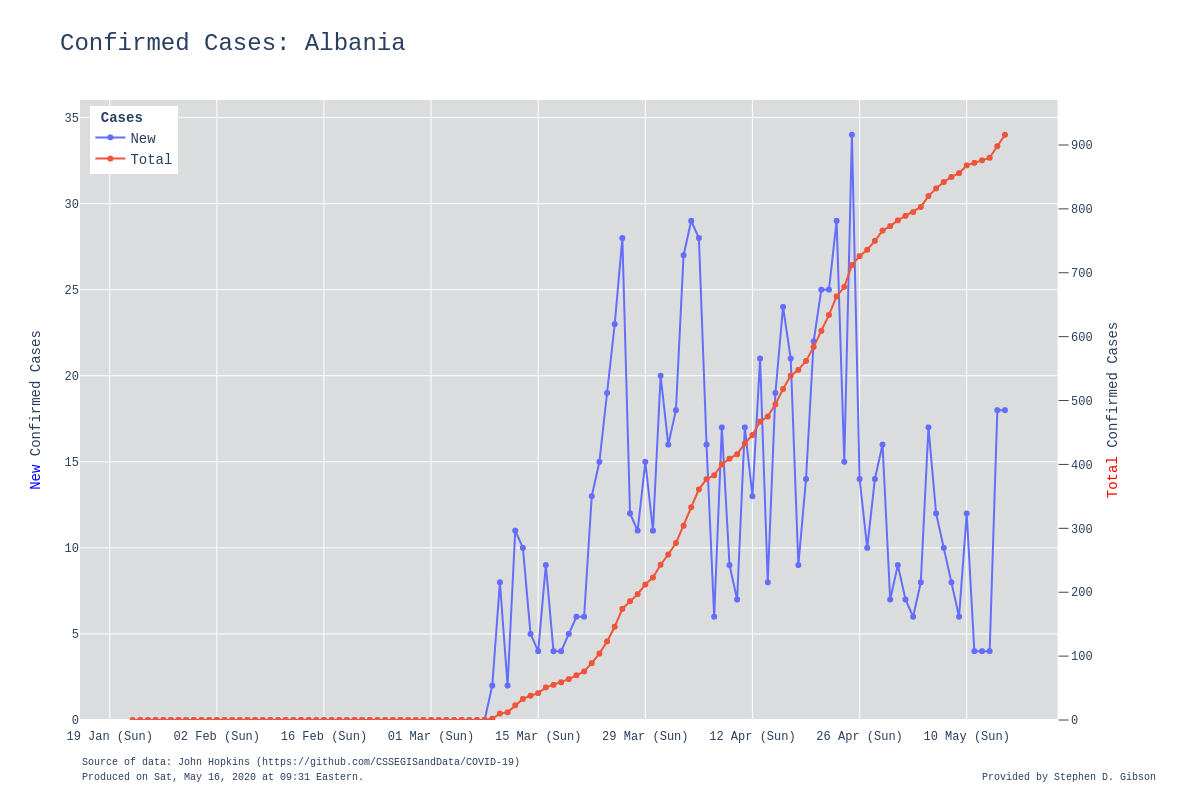 Confirmed Cases: Albania
Cases
New
Total
35
30
25
20
15
10
5
0
New Confirmed Cases
900
800
700
600
500
400
300
200
100
0
Total Confirmed Cases
19 Jan (Sun) 02 Feb (Sun) 16 Feb (Sun) 01 Mar (Sun) 15 Mar (Sun) 29 Mar (Sun) 12 Apr (Sun) 26 Apr (Sun) 10 May (Sun)
Source of data: John Hopkins (https://github.com/CSSEGISandData/COVID-19)
Produced on Sat, May 16, 2020 at 09:31 Eastern.
Provided by Stephen D. Gibson